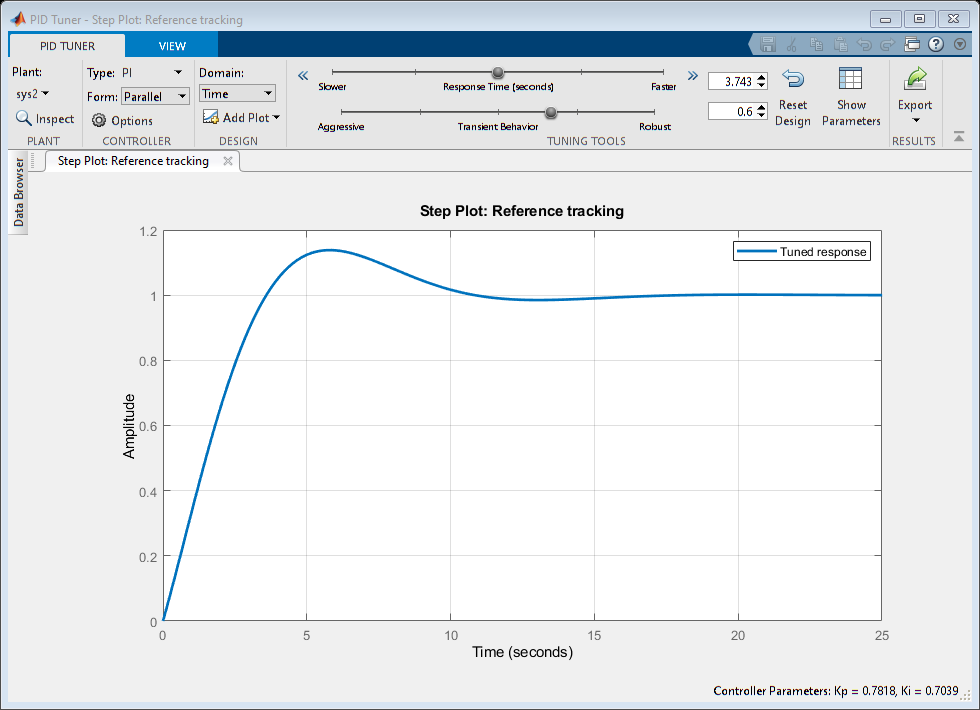 PID Tuner - Step Plot: Reference tracking
PID TUNER
VIEW
Plant:
sys2
Inspect
PLANT
Type: PI
Form: Parallel
Options
CONTROLLER
Domain:
Time
Add Plot
DESIGN
Slower
Response Time (seconds)
Faster
3.743
Aggressive
Transient Behavior
Robust
0.6
Reset
Design
Show
Parameters
TUNING TOOLS
Export
RESULTS
Data Browser
Step Plot: Reference tracking
Step Plot: Reference tracking
Tuned response
Amplitude
1.2
1
0.8
0.6
0.4
0.2
0
0 5 10 15 20 25
Time (seconds)
Controller Parameters: Kp = 0.7818, Ki = 0.7039